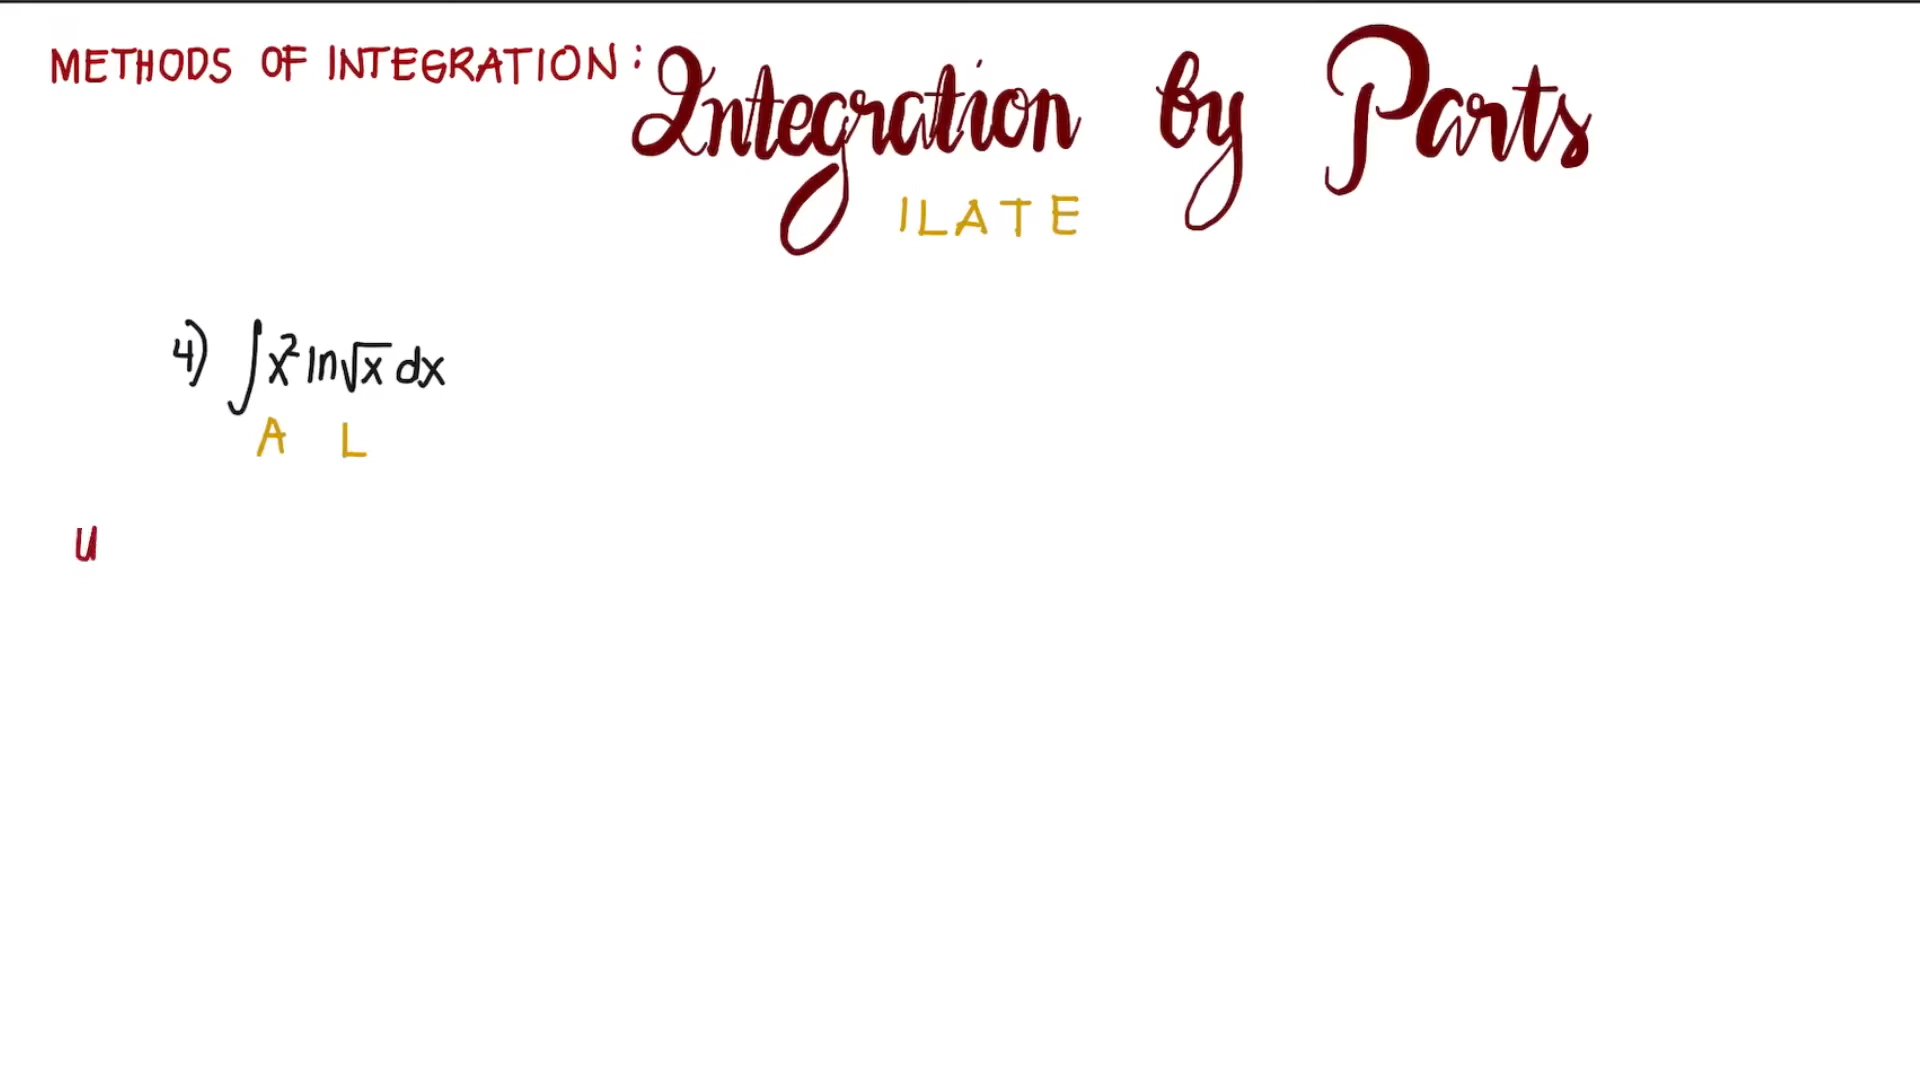 METHODS OF INTEGRATION: Integration by Parts
ILATE
4) ∫x² ln√x dx
A L
u